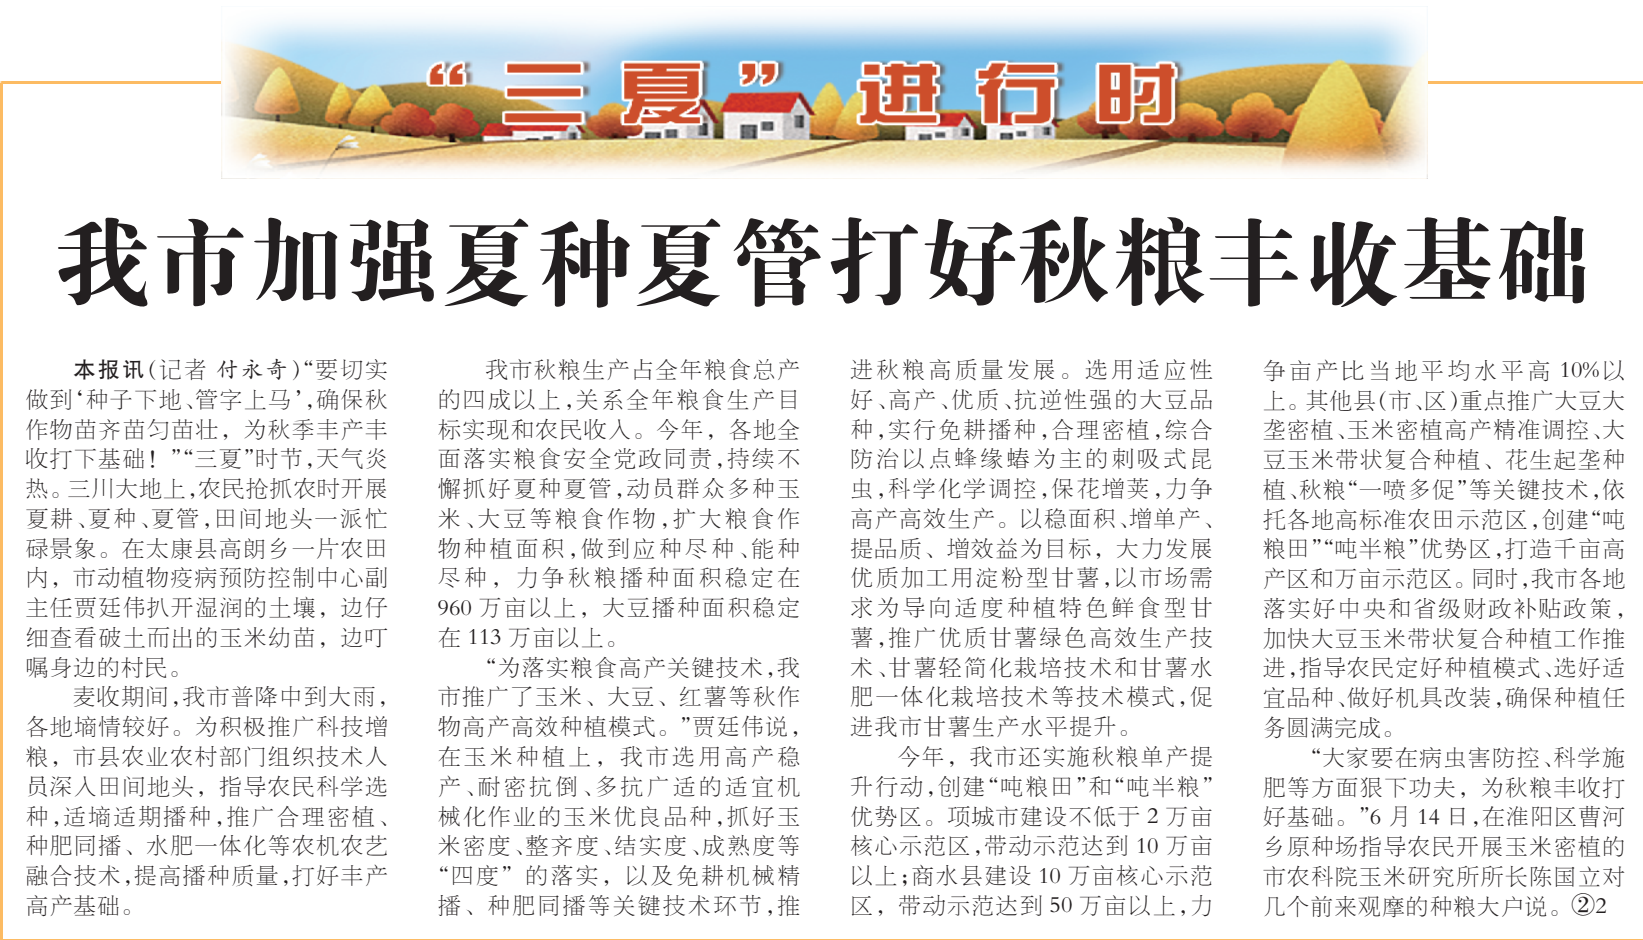 “三夏”进行时
我市加强夏种夏管打好秋粮丰收基础
本报讯(记者 付永奇)“要切实
做到‘种子下地、管字上马’,确保秋
作物苗齐苗匀苗壮，为秋季丰产丰
收打下基础！”“三夏”时节,天气炎
热。三川大地上,农民抢抓农时开展
夏耕、夏种、夏管,田间地头一派忙
碌景象。在太康县高朗乡一片农田
内，市动植物疫病预防控制中心副
主任贾廷伟扒开湿润的土壤，边仔
细查看破土而出的玉米幼苗，边叮
嘱身边的村民。
麦收期间,我市普降中到大雨,
各地墒情较好。为积极推广科技增
粮，市县农业农村部门组织技术人
员深入田间地头，指导农民科学选
种,适墒适期播种,推广合理密植、
种肥同播、水肥一体化等农机农艺
融合技术,提高播种质量,打好丰产
高产基础。
我市秋粮生产占全年粮食总产
的四成以上,关系全年粮食生产目
标实现和农民收入。今年，各地全
面落实粮食安全党政同责,持续不
懈抓好夏种夏管,动员群众多种玉
米、大豆等粮食作物,扩大粮食作
物种植面积,做到应种尽种、能种
尽种，力争秋粮播种面积稳定在
960 万亩以上，大豆播种面积稳定
在 113 万亩以上。
“为落实粮食高产关键技术,我
市推广了玉米、大豆、红薯等秋作
物高产高效种植模式。”贾廷伟说,
在玉米种植上，我市选用高产稳
产、耐密抗倒、多抗广适的适宜机
械化作业的玉米优良品种,抓好玉
米密度、整齐度、结实度、成熟度等
“四度”的落实，以及免耕机械精
播、种肥同播等关键技术环节,推
进秋粮高质量发展。选用适应性
好、高产、优质、抗逆性强的大豆品
种,实行免耕播种,合理密植,综合
防治以点蜂缘蝽为主的刺吸式昆
虫,科学化学调控,保花增荚,力争
高产高效生产。以稳面积、增单产、
提品质、增效益为目标，大力发展
优质加工用淀粉型甘薯,以市场需
求为导向适度种植特色鲜食型甘
薯,推广优质甘薯绿色高效生产技
术、甘薯轻简化栽培技术和甘薯水
肥一体化栽培技术等技术模式,促
进我市甘薯生产水平提升。
今年，我市还实施秋粮单产提
升行动,创建“吨粮田”和“吨半粮”
优势区。项城市建设不低于 2 万亩
核心示范区,带动示范达到 10 万亩
以上;商水县建设 10 万亩核心示范
区，带动示范达到 50 万亩以上,力
争亩产比当地平均水平高 10%以
上。其他县(市、区)重点推广大豆大
垄密植、玉米密植高产精准调控、大
豆玉米带状复合种植、花生起垄种
植、秋粮“一喷多促”等关键技术,依
托各地高标准农田示范区,创建“吨
粮田”“吨半粮”优势区,打造千亩高
产区和万亩示范区。同时,我市各地
落实好中央和省级财政补贴政策,
加快大豆玉米带状复合种植工作推
进,指导农民定好种植模式、选好适
宜品种、做好机具改装,确保种植任
务圆满完成。
“大家要在病虫害防控、科学施
肥等方面狠下功夫，为秋粮丰收打
好基础。”6 月 14 日,在淮阳区曹河
乡原种场指导农民开展玉米密植的
市农科院玉米研究所所长陈国立对
几个前来观摩的种粮大户说。②2